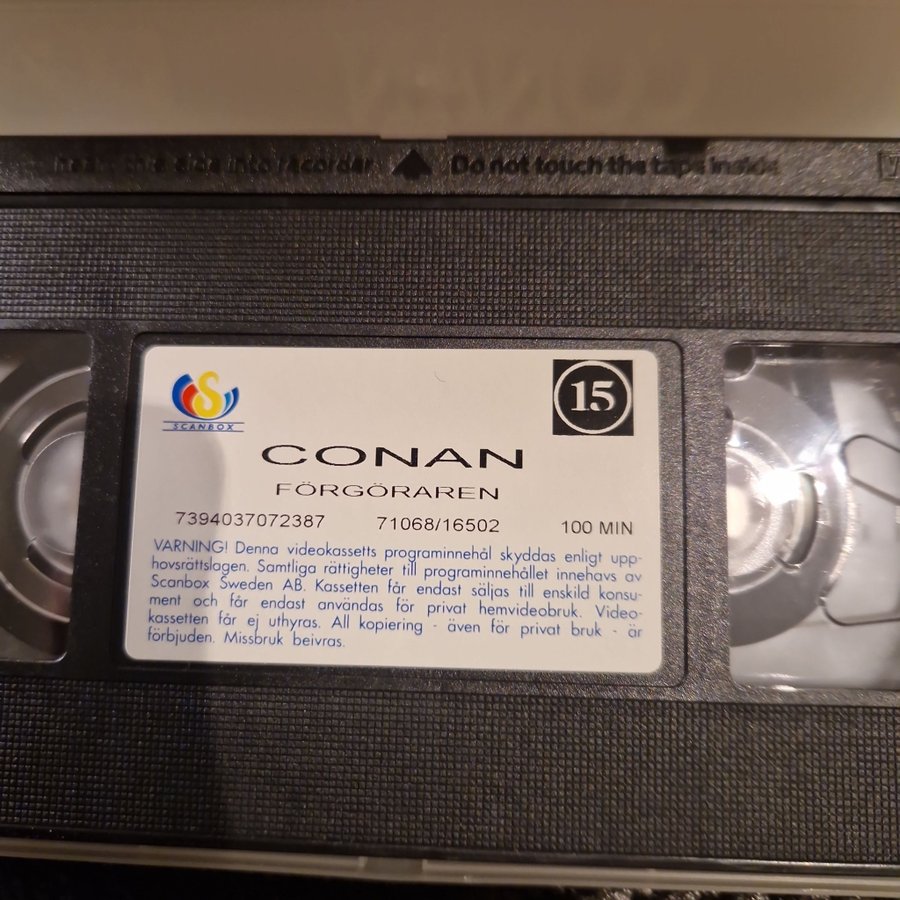 into recorder Do not touch the tape inside
S
SCANBOX
15
CONAN
FÖRGÖRAREN
7394037072387 71068/16502 100 MIN
VARNING! Denna videokassetts programinnehål skyddas enligt upp-
hovsrättslagen. Samtliga rättigheter till programinnehållet innehavs av
Scanbox Sweden AB. Kassetten får endast säljas till enskild konsu-
ment och får endast användas för privat hemvideobruk. Video-
kassetten får ej uthyras. All kopiering - även för privat bruk - är
förbjuden. Missbruk beivras.